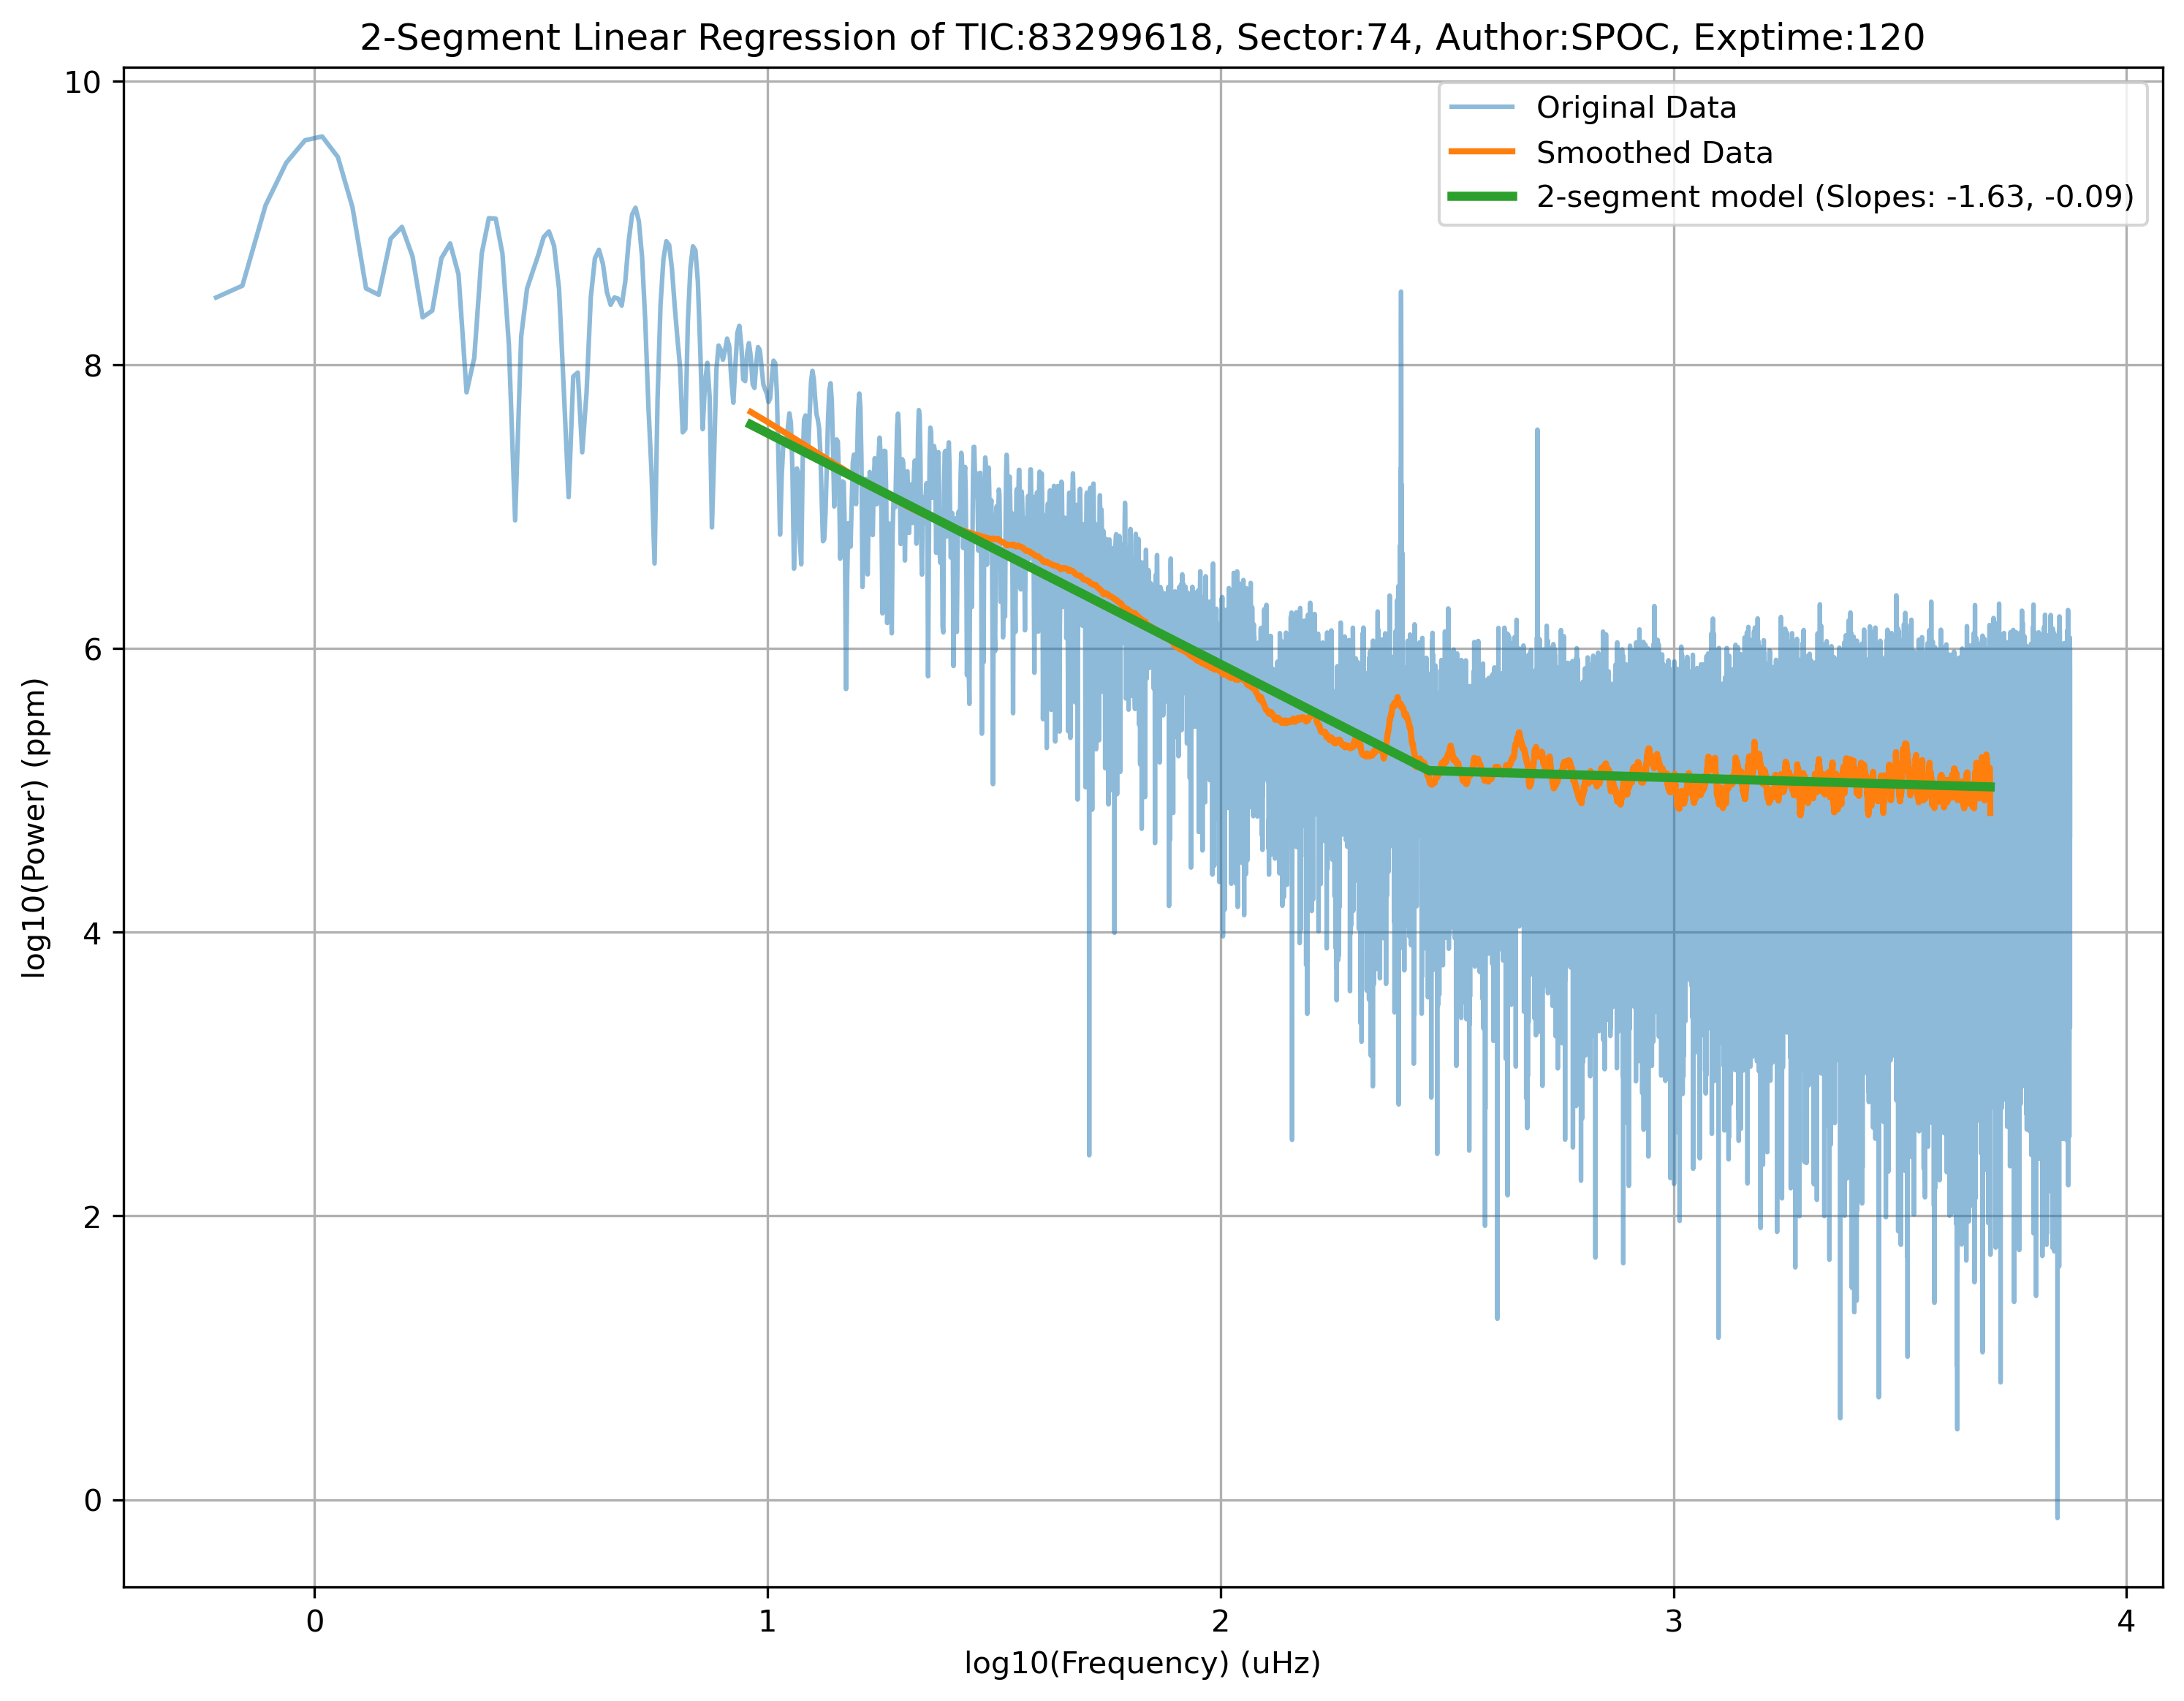 2-Segment Linear Regression of TIC:83299618, Sector:74, Author:SPOC, Exptime:120
Original Data
Smoothed Data
2-segment model (Slopes: -1.63, -0.09)
log10(Power) (ppm)
10
8
6
4
2
0
0 1 2 3 4
log10(Frequency) (uHz)